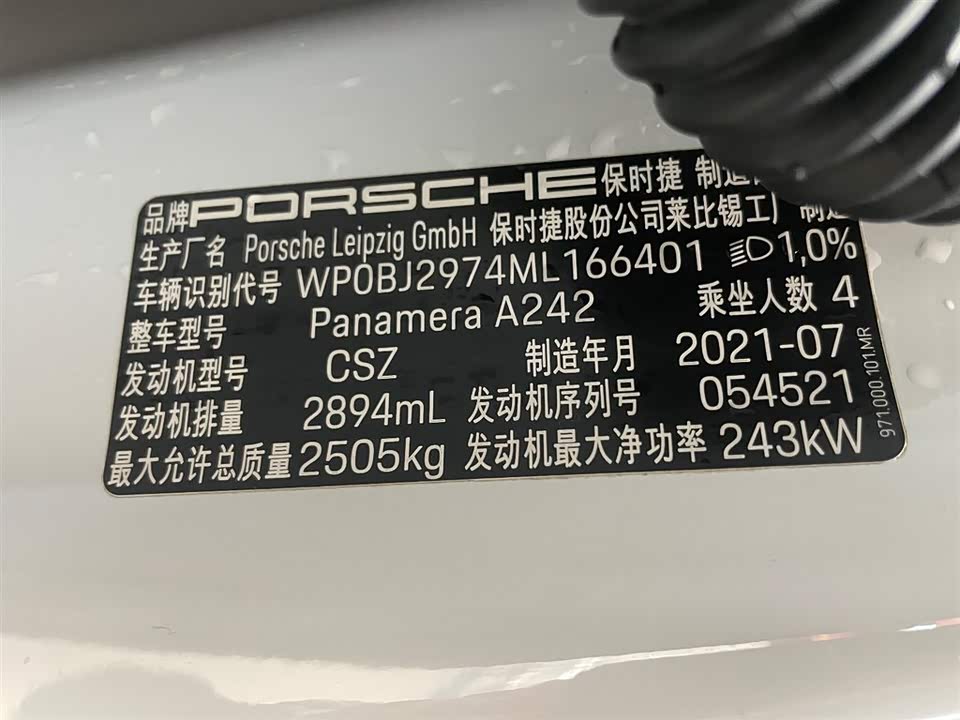 品牌 PORSCHE 保时捷 制造
生产厂名 Porsche Leipzig GmbH 保时捷股份公司莱比锡工厂 制造
车辆识别代号 WP0BJ2974ML166401 1,0%
整车型号 Panamera A242 乘坐人数 4
发动机型号 CSZ 制造年月 2021-07
发动机排量 2894mL 发动机序列号 054521
最大允许总质量 2505kg 发动机最大净功率 243kW
971.000.101.MR